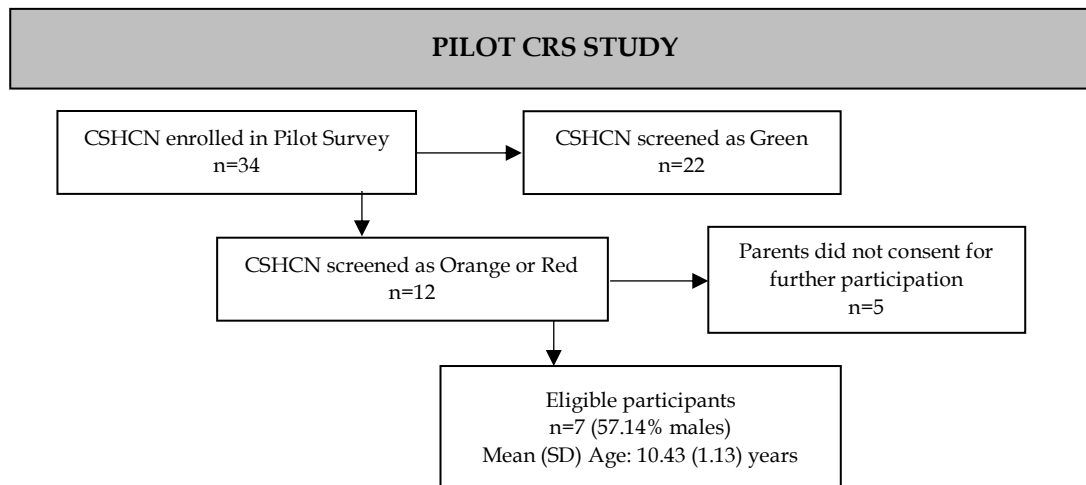 PILOT CRS STUDY
CSHCN enrolled in Pilot Survey
n=34
CSHCN screened as Green
n=22
CSHCN screened as Orange or Red
n=12
Parents did not consent for
further participation
n=5
Eligible participants
n=7 (57.14% males)
Mean (SD) Age: 10.43 (1.13) years